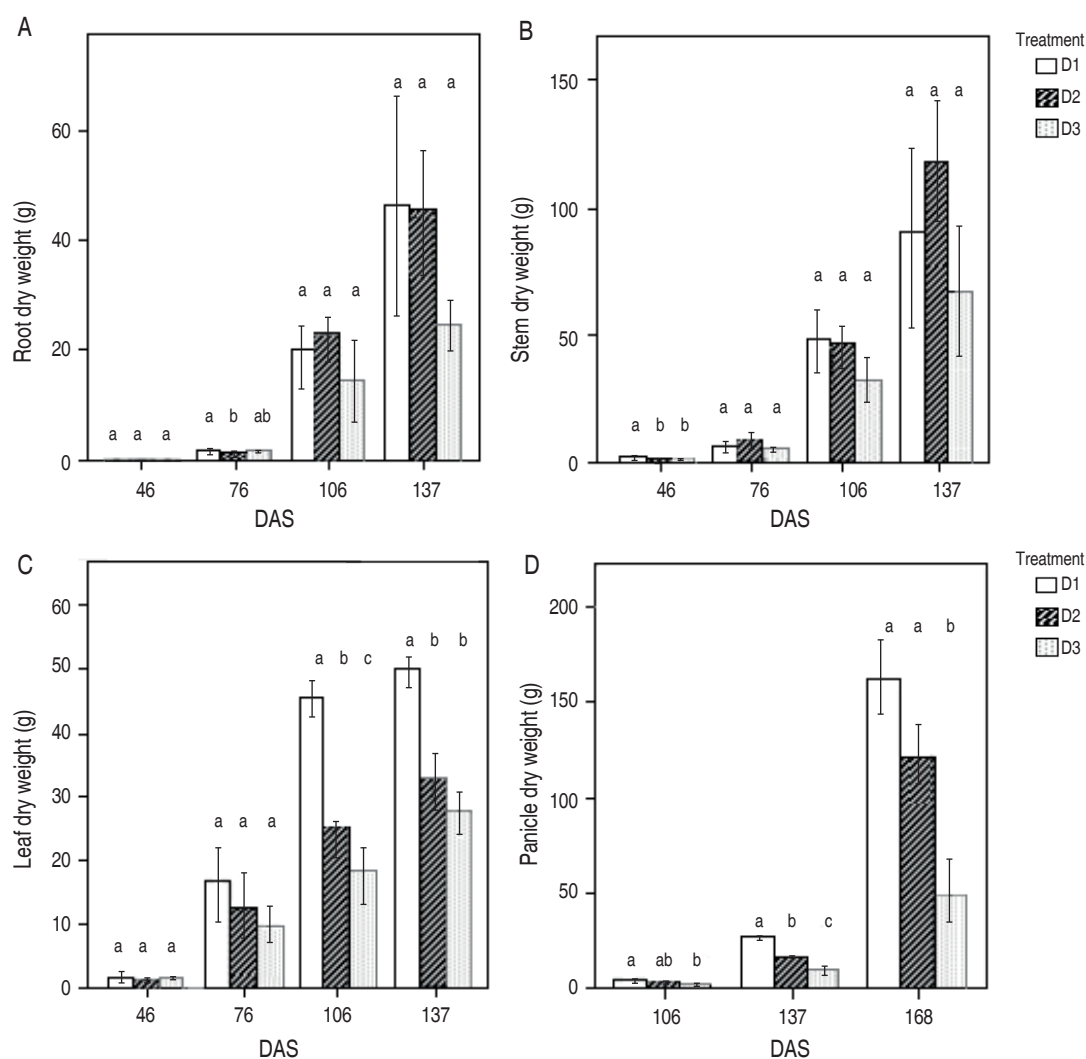 A
Root dry weight (g)
60
40
20
0
a a a
a b ab
a a a
a a a
46 76 106 137
DAS
B
Stem dry weight (g)
150
100
50
0
a b b
a a a
a a a
a a a
46 76 106 137
DAS
Treatment
D1
D2
D3
C
Leaf dry weight (g)
60
50
40
30
20
10
0
a a a
a a a
a b c
a b b
46 76 106 137
DAS
D
Panicle dry weight (g)
200
150
100
50
0
a ab b
a b c
a a b
106 137 168
DAS
Treatment
D1
D2
D3